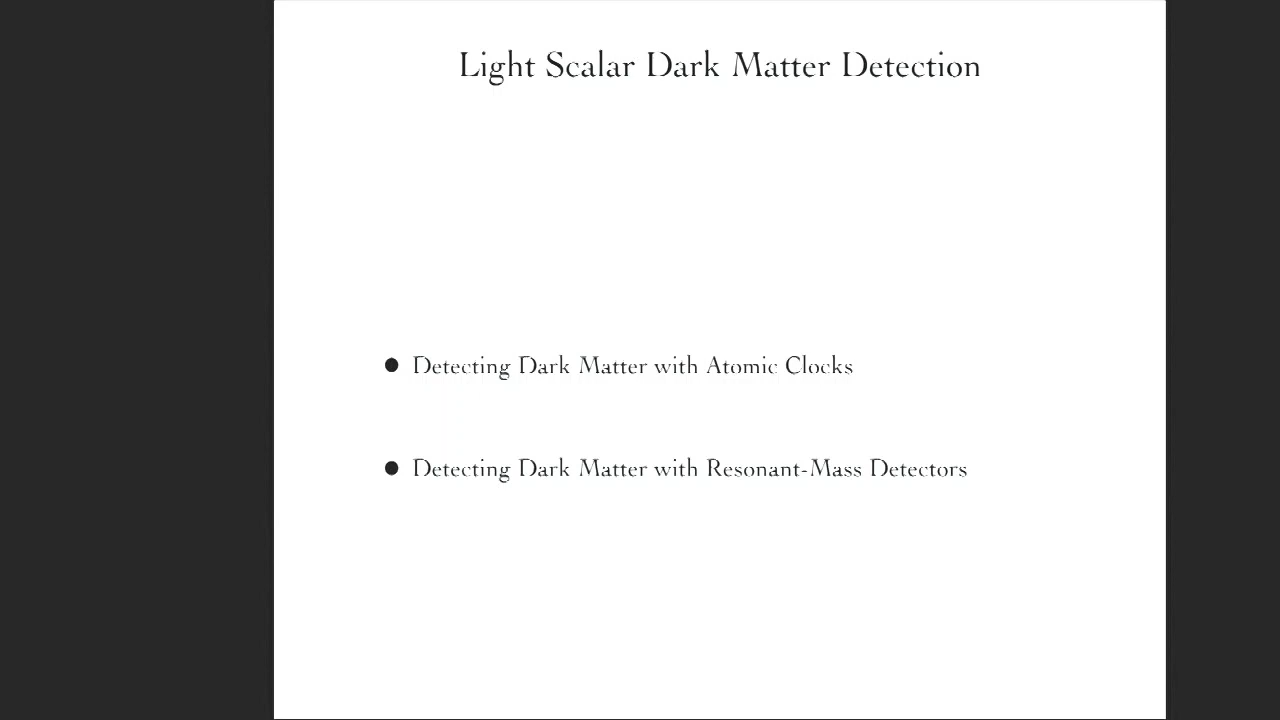 Light Scalar Dark Matter Detection
● Detecting Dark Matter with Atomic Clocks
● Detecting Dark Matter with Resonant-Mass Detectors